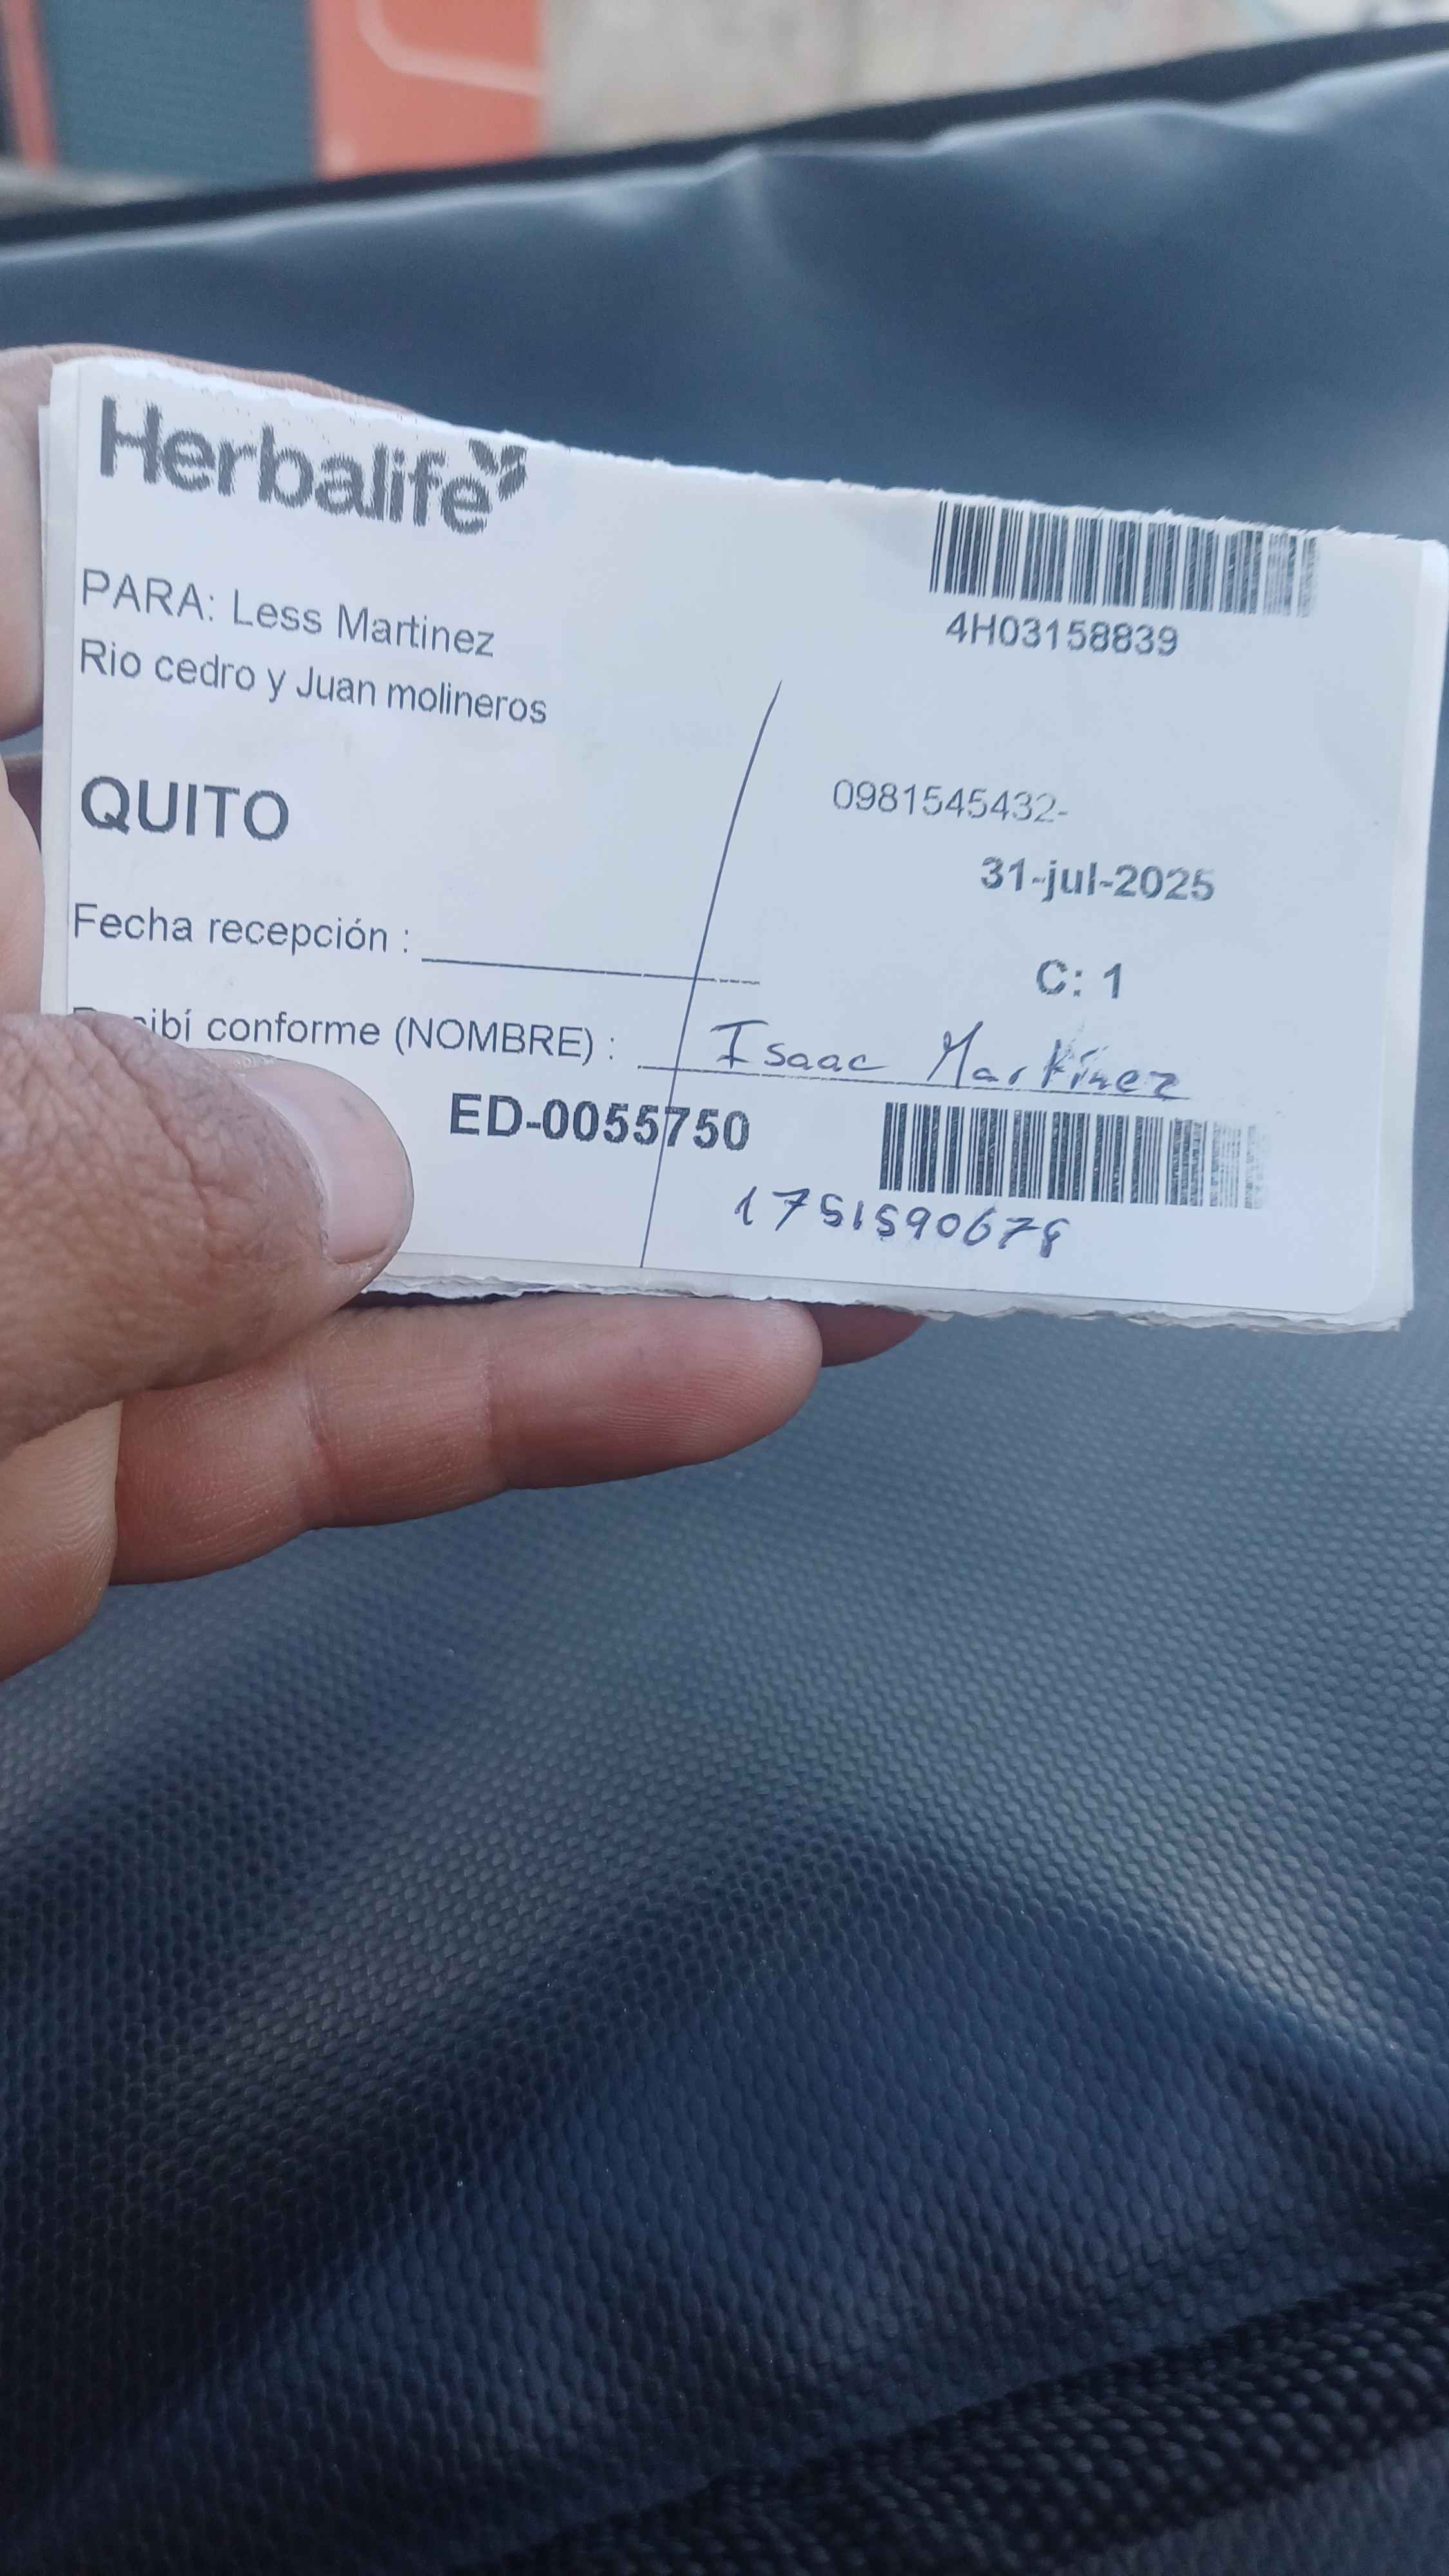 Herbalife
4H03158839
PARA: Less Martinez
Rio cedro y Juan molineros
0981545432-
QUITO
31-jul-2025
Fecha recepción :
C: 1
conforme (NOMBRE) : Isaac Martínez
ED-0055750
1751590678